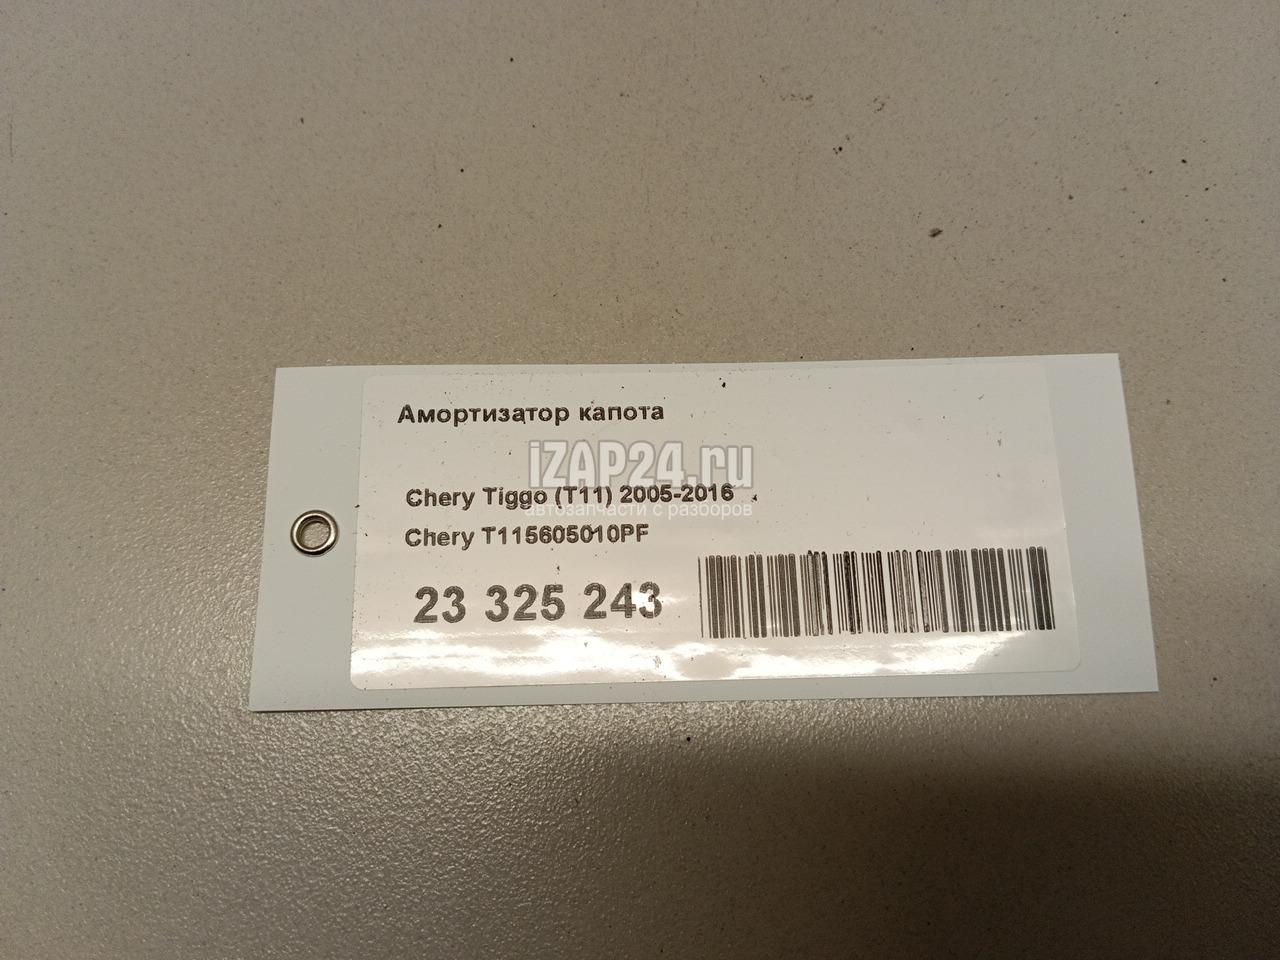 Амортизатор капота
iZAP24.ru
Chery Tiggo (T11) 2005-2016
автозапчасти с разборов
Chery T115605010PF
23 325 243